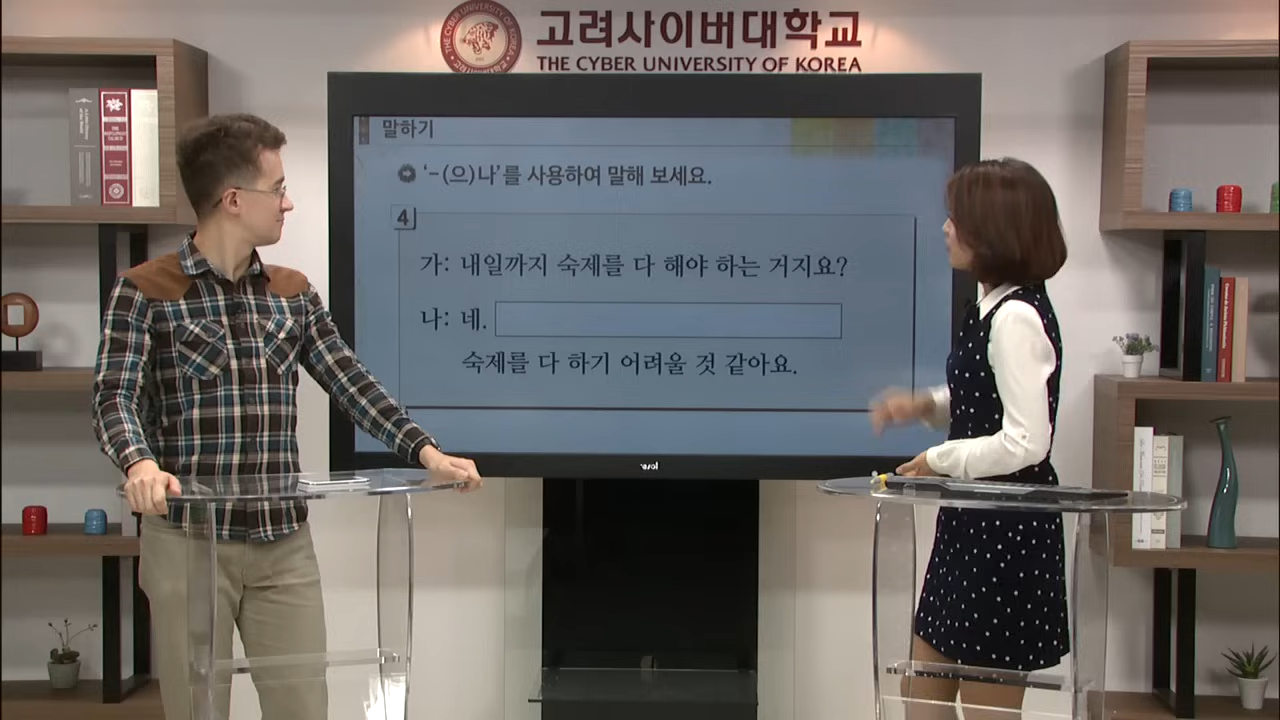 고려사이버대학교
THE CYBER UNIVERSITY OF KOREA
말하기
'-(으)나'를 사용하여 말해 보세요.
4
가: 내일까지 숙제를 다 해야 하는 거지요?
나: 네.
숙제를 다 하기 어려울 것 같아요.